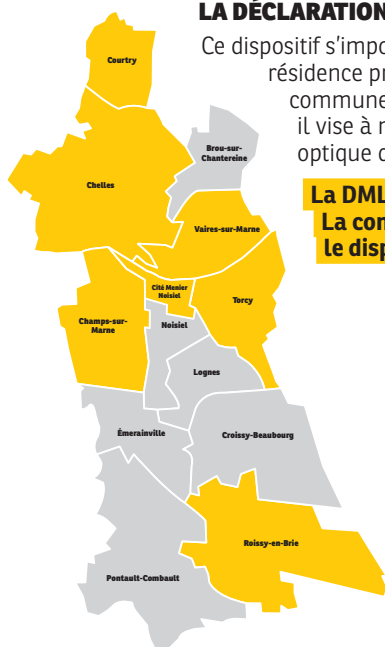 LA DÉCLARATION
Ce dispositif s'impo
résidence pr
commune
il vise à
optique
La DML
La con
le disp
Courtry
Brou-sur-
Chantereine
Chelles
Vaires-sur-Marne
Cité Menier
Noisiel
Torcy
Champs-sur-
Marne
Noisiel
Lognes
Émerainville
Croissy-Beaubourg
Roissy-en-Brie
Pontault-Combault